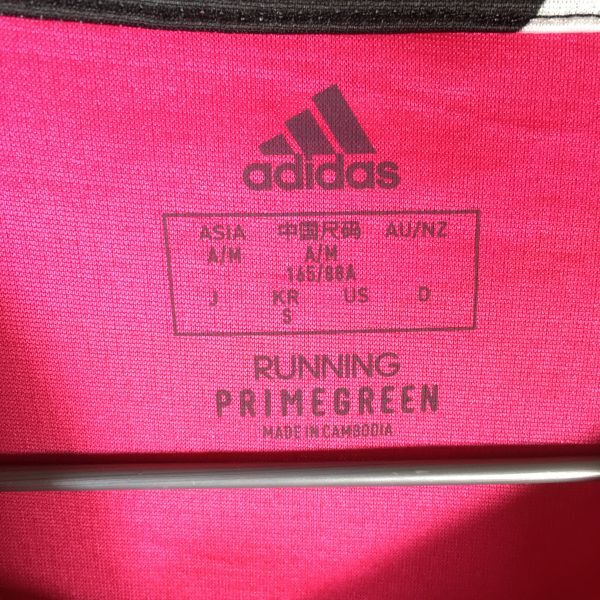 adidas
ASIA 中国尺码 AU/NZ
A/M A/M
165/88A
J KR US D
S
RUNNING
PRIMEGREEN
MADE IN CAMBODIA